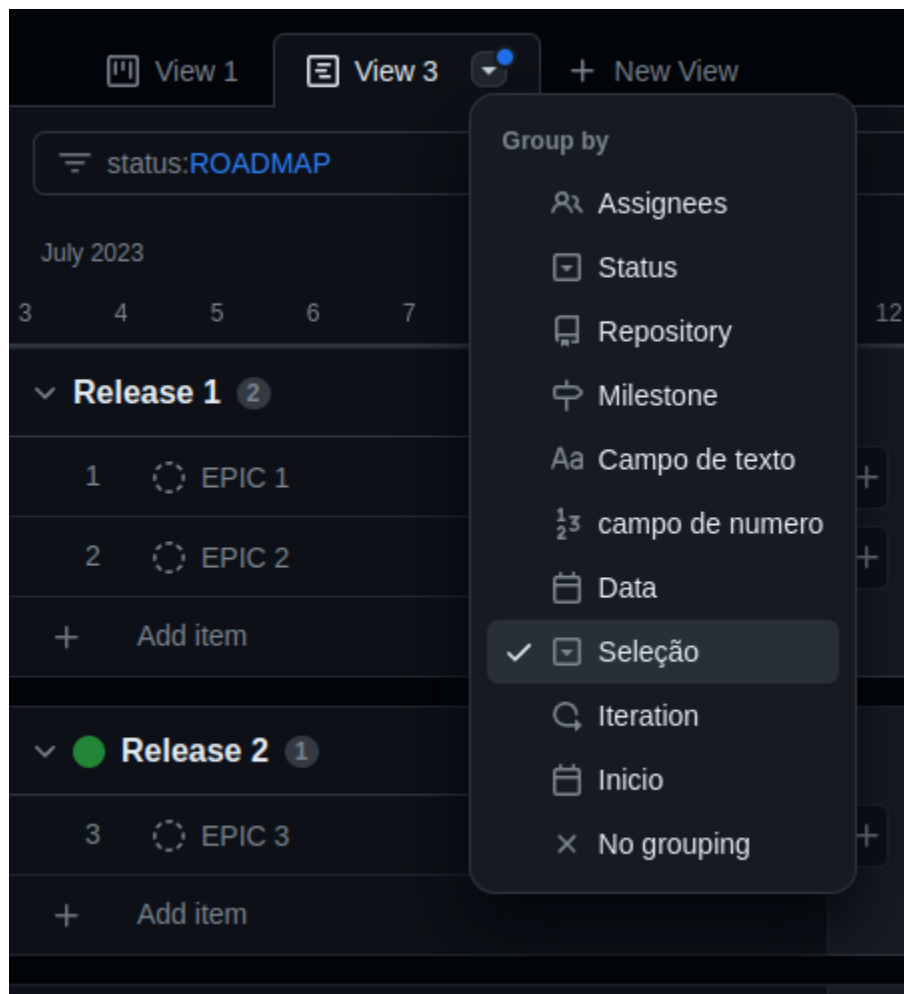 View 1
View 3
New View
status:ROADMAP
Group by
Assignees
Status
Repository
Milestone
Aa Campo de texto
123 campo de numero
Data
Seleção
Iteration
Inicio
No grouping
July 2023
3 4 5 6 7 12
Release 1 2
1 EPIC 1
2 EPIC 2
Add item
Release 2 1
3 EPIC 3
Add item